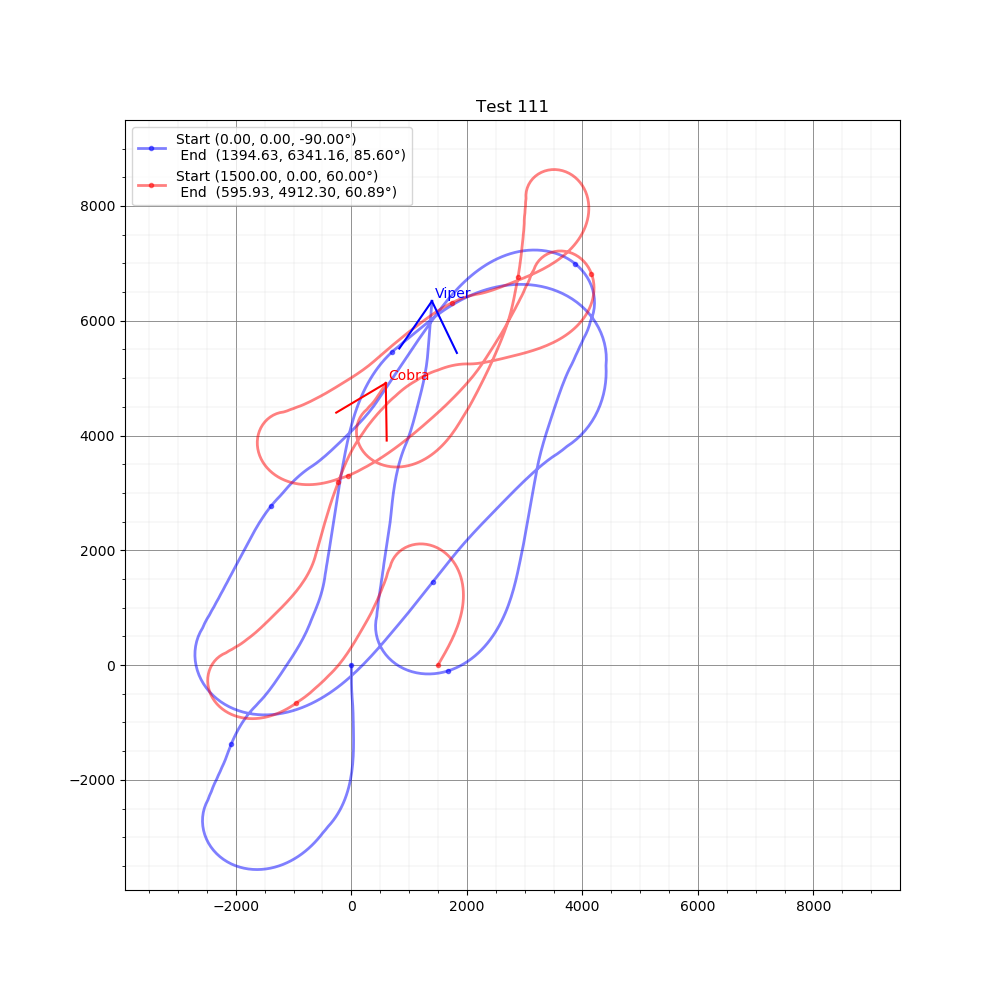 Test 111
Start (0.00, 0.00, -90.00°)
End (1394.63, 6341.16, 85.60°)
Start (1500.00, 0.00, 60.00°)
End (595.93, 4912.30, 60.89°)
8000
6000
4000
2000
0
−2000
Viper
Cobra
−2000
0
2000
4000
6000
8000